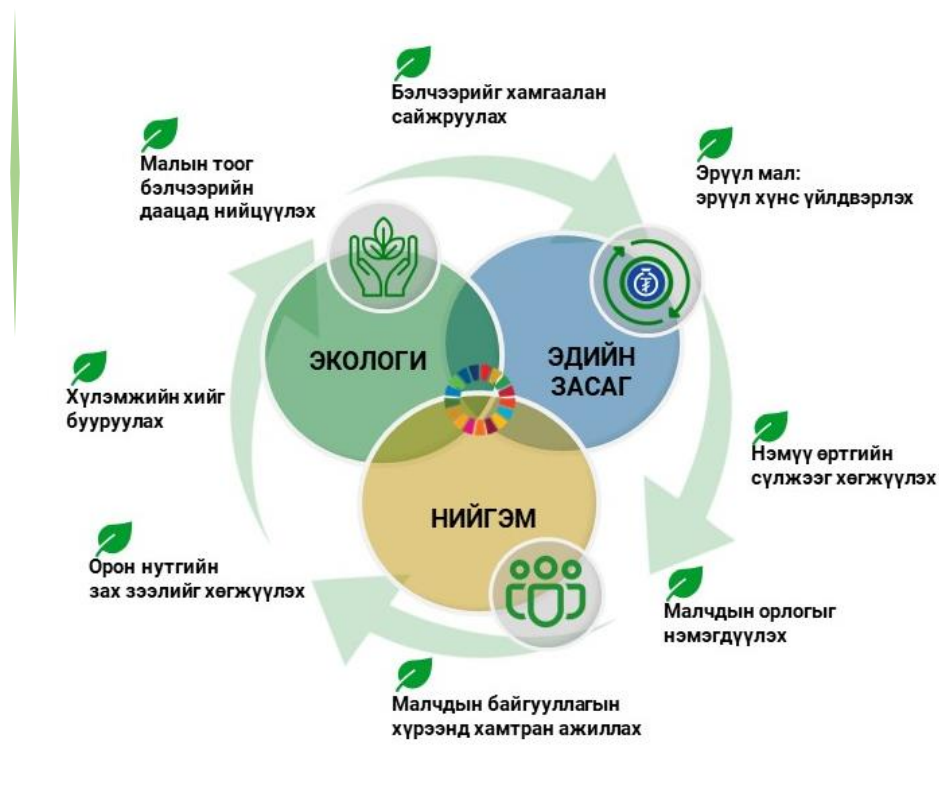 Бэлчээрийг хамгаалан
сайжруулах
Малын тоог
бэлчээрийн
даацад нийцүүлэх
Эрүүл мал:
эрүүл хүнс үйлдвэрлэх
ЭКОЛОГИ
ЭДИЙН
ЗАСАГ
Хүлэмжийн хийг
бууруулах
Нэмүү өртгийн
сүлжээг хөгжүүлэх
НИЙГЭМ
Орон нутгийн
зах зээлийг хөгжүүлэх
Малчдын орлогыг
нэмэгдүүлэх
Малчдын байгууллагын
хүрээнд хамтран ажиллах